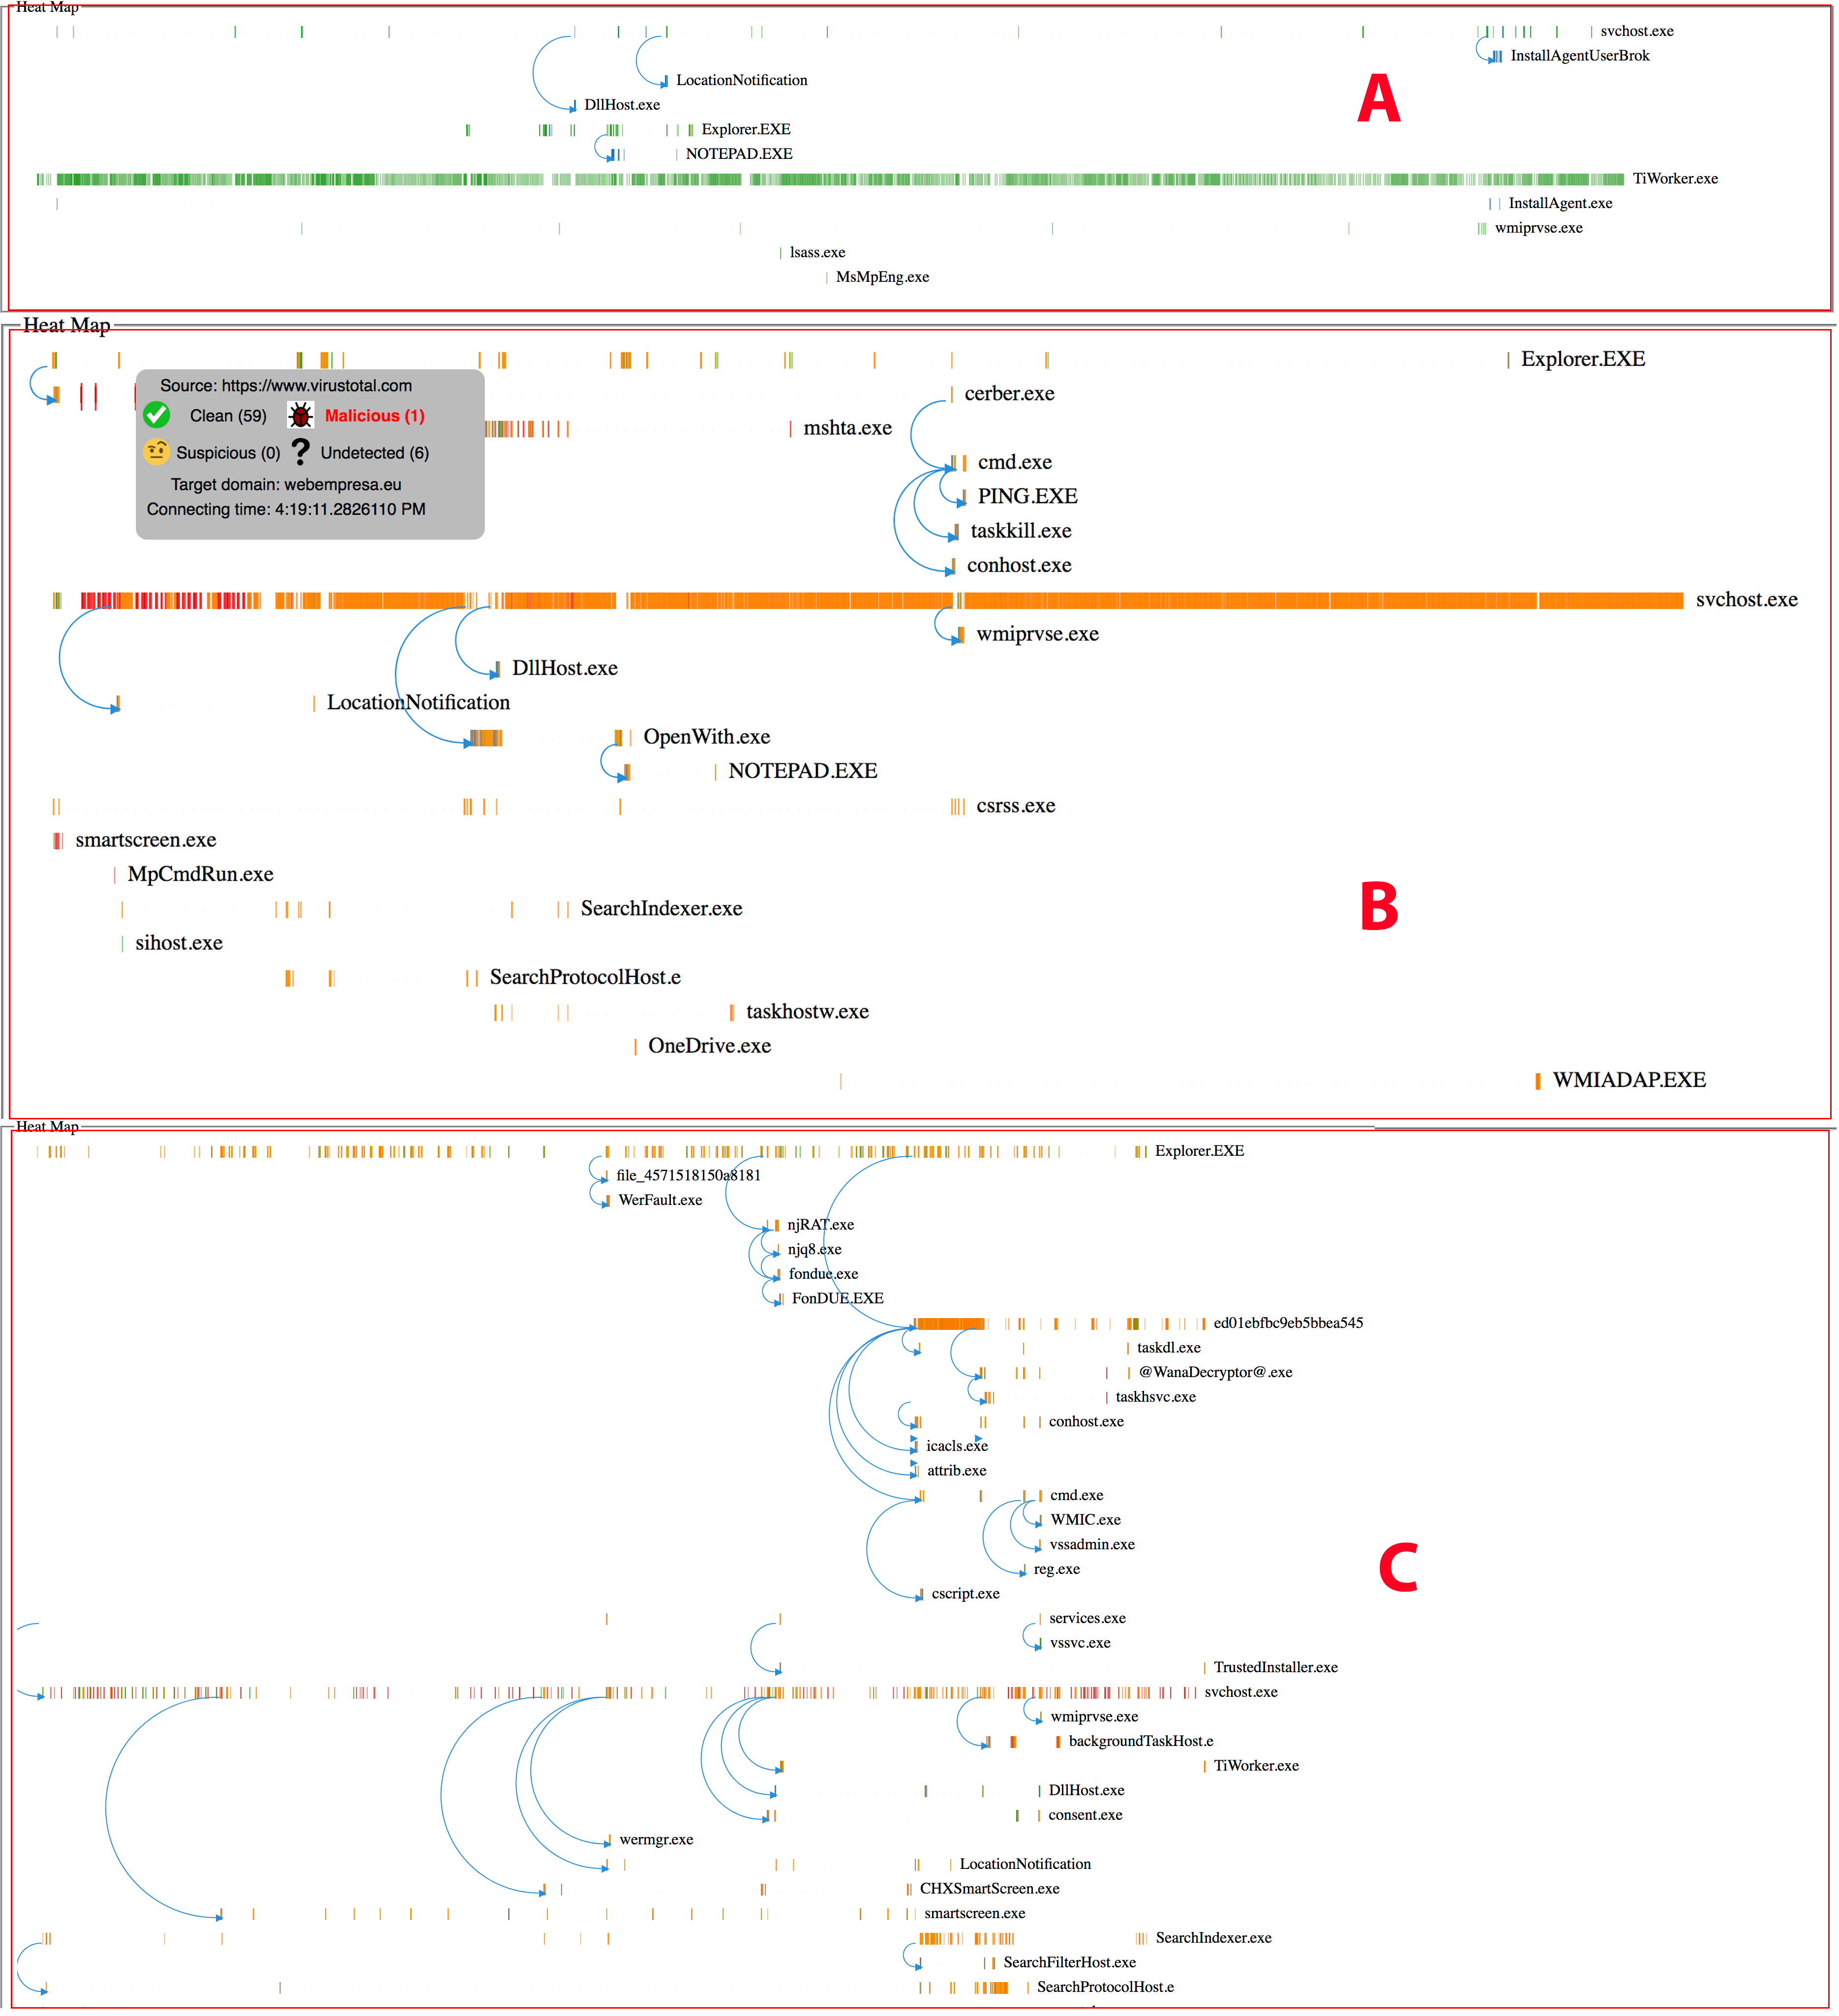 Heat Map
svchost.exe
InstallAgentUserBrok
LocationNotification
A
DllHost.exe
Explorer.EXE
NOTEPAD.EXE
TiWorker.exe
InstallAgent.exe
wmiprvse.exe
lsass.exe
MsMpEng.exe
Heat Map
Explorer.EXE
Source: https://www.virustotal.com
cerber.exe
Clean (59) Malicious (1)
mshta.exe
Suspicious (0) ? Undetected (6)
cmd.exe
Target domain: webempresa.eu
PING.EXE
Connecting time: 4:19:11.2826110 PM
taskkill.exe
conhost.exe
svchost.exe
wmiprvse.exe
DllHost.exe
LocationNotification
OpenWith.exe
NOTEPAD.EXE
csrss.exe
smartscreen.exe
MpCmdRun.exe
B
SearchIndexer.exe
sihost.exe
SearchProtocolHost.e
taskhostw.exe
OneDrive.exe
WMIADAP.EXE
Heat Map
Explorer.EXE
file_4571518150a8181
WerFault.exe
njRAT.exe
njq8.exe
fondue.exe
FonDUE.EXE
ed01ebfbc9eb5bbea545
taskdl.exe
@WanaDecryptor@.exe
taskhsvc.exe
conhost.exe
icacls.exe
attrib.exe
cmd.exe
WMIC.exe
vssadmin.exe
C
reg.exe
cscript.exe
services.exe
vssvc.exe
TrustedInstaller.exe
svchost.exe
wmiprvse.exe
backgroundTaskHost.e
TiWorker.exe
DllHost.exe
consent.exe
wermgr.exe
LocationNotification
CHXSmartScreen.exe
smartscreen.exe
SearchIndexer.exe
SearchFilterHost.exe
SearchProtocolHost.e